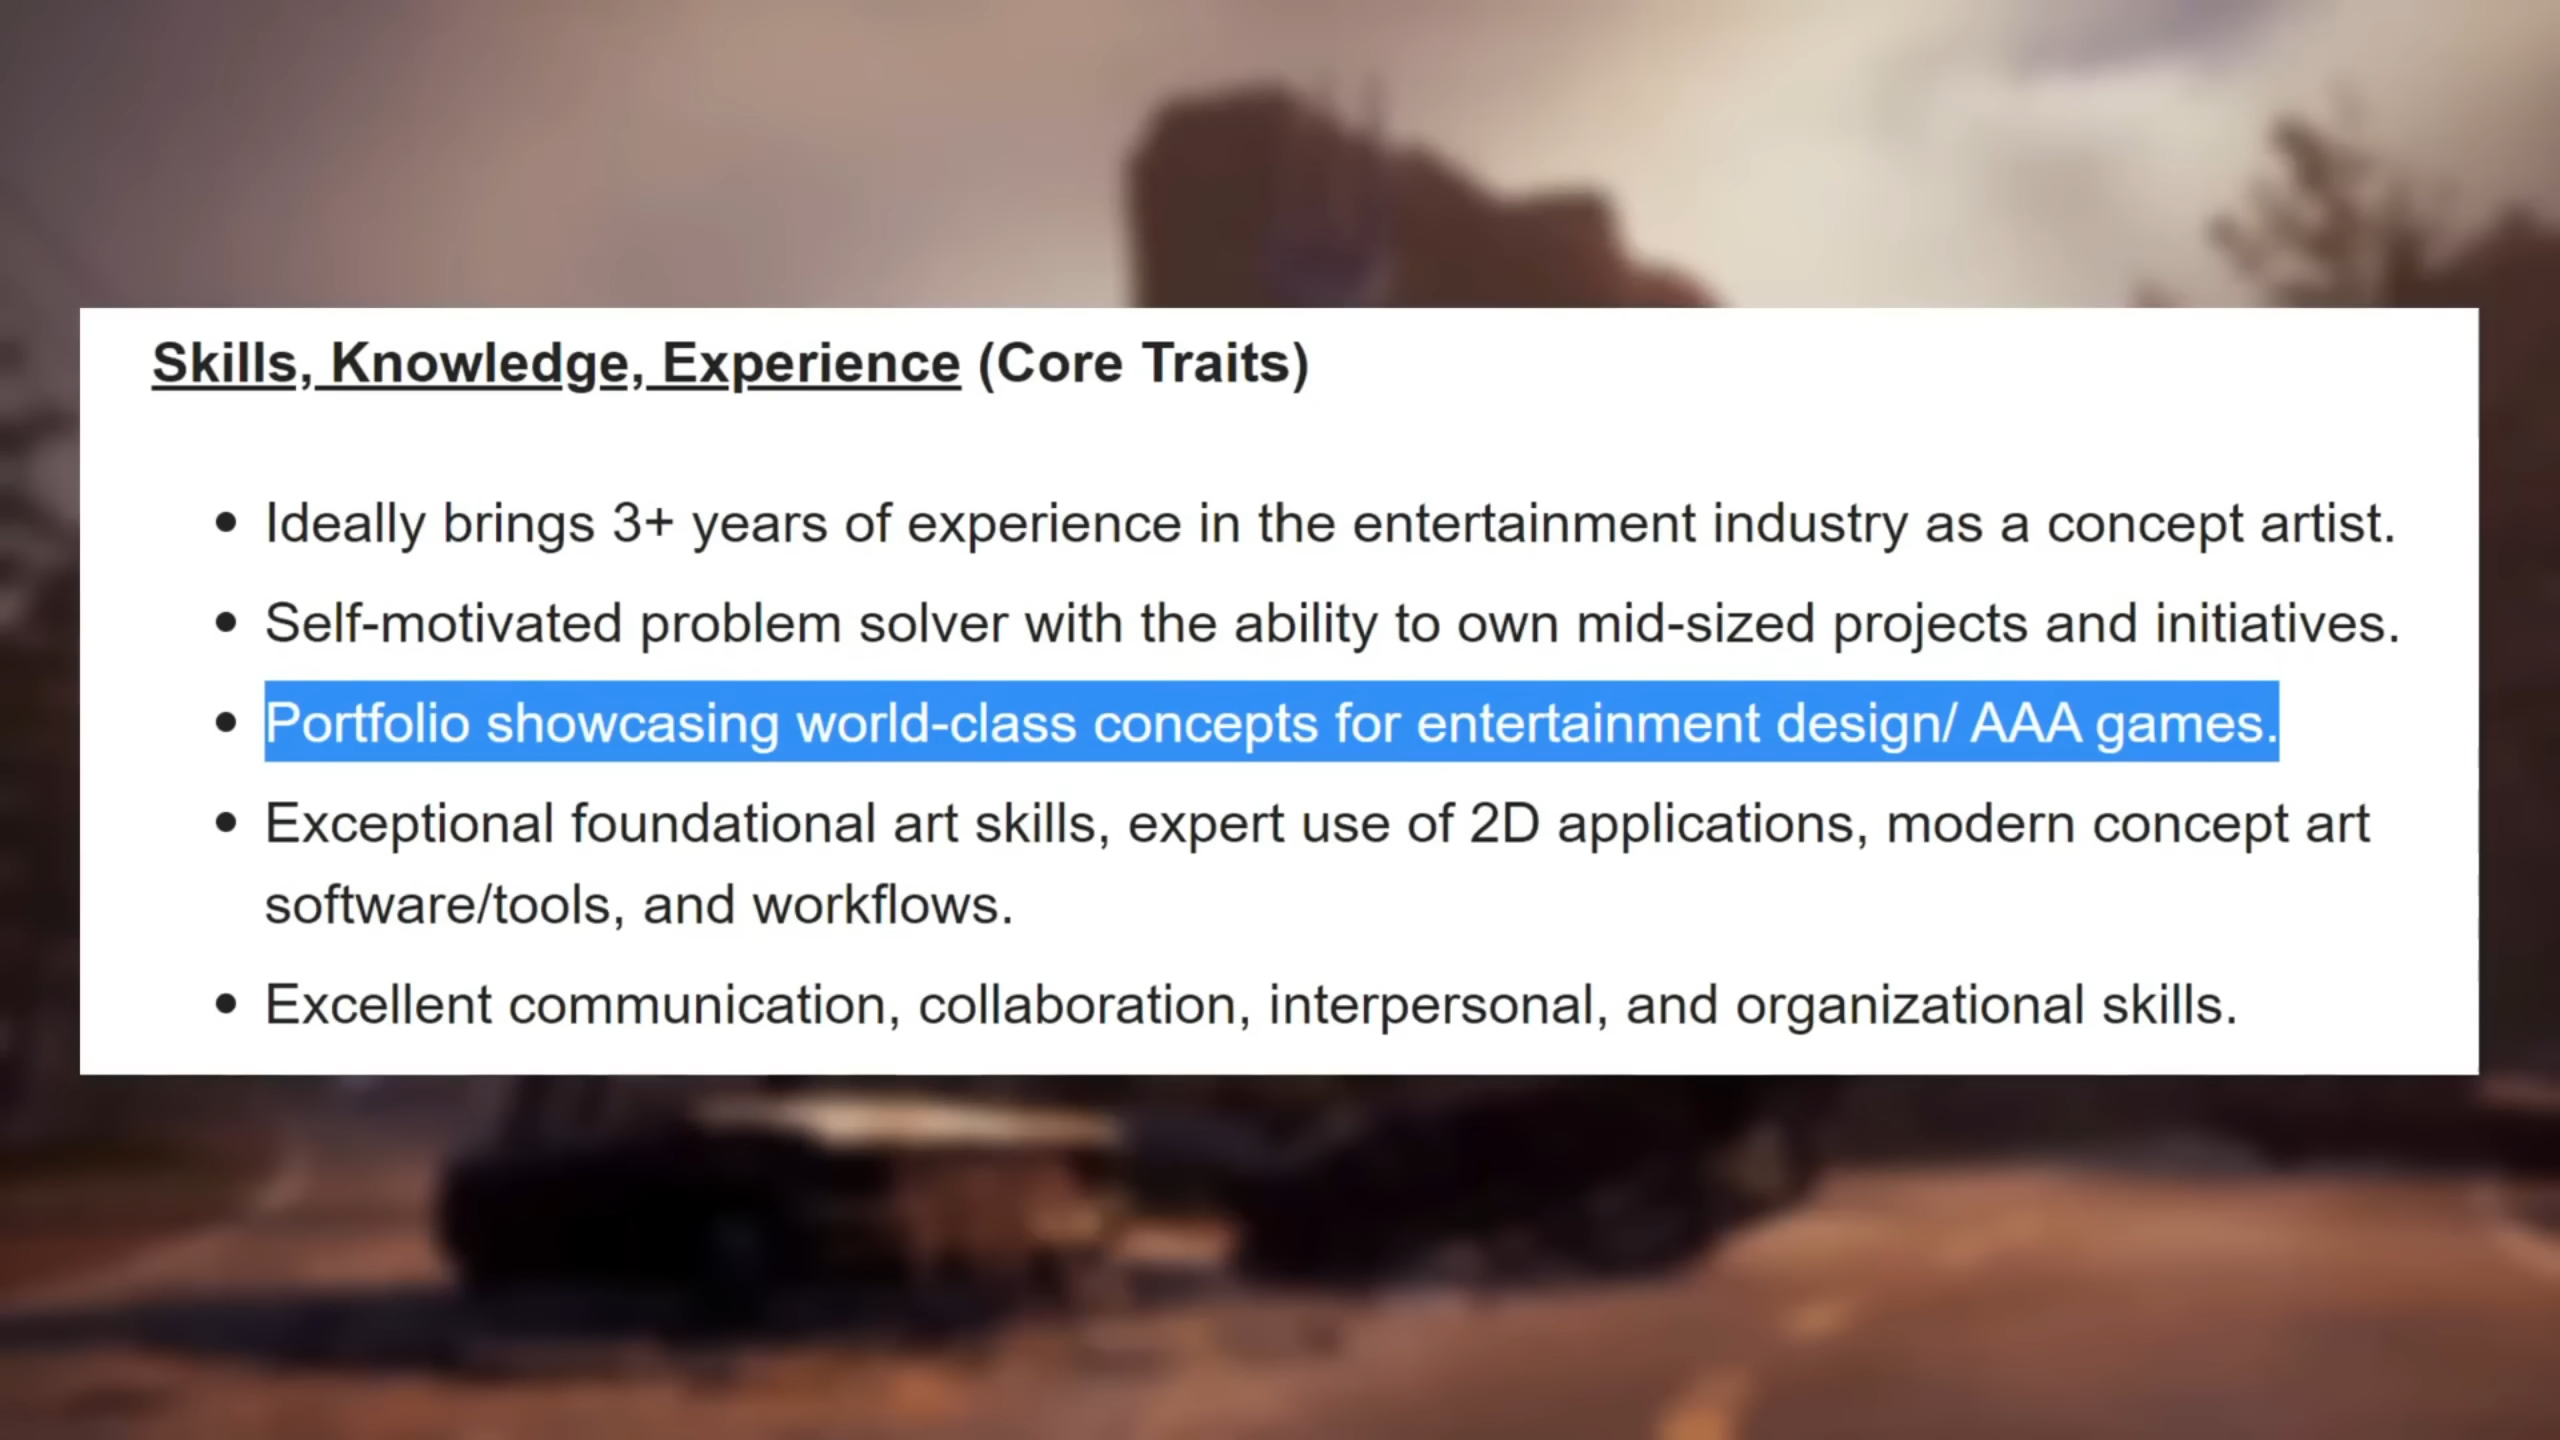 Skills, Knowledge, Experience (Core Traits)
• Ideally brings 3+ years of experience in the entertainment industry as a concept artist.
• Self-motivated problem solver with the ability to own mid-sized projects and initiatives.
• Portfolio showcasing world-class concepts for entertainment design/ AAA games.
• Exceptional foundational art skills, expert use of 2D applications, modern concept art
software/tools, and workflows.
• Excellent communication, collaboration, interpersonal, and organizational skills.